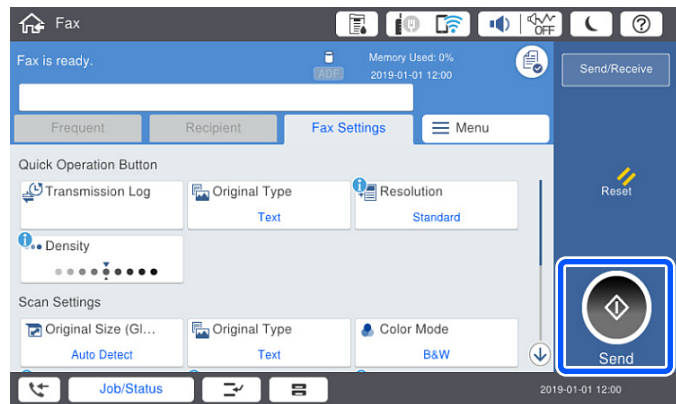 Fax
OFF
Fax is ready.
ADF
Memory Used: 0%
2019-01-01 12:00
Send/Receive
Frequent
Recipient
Fax Settings
Menu
Quick Operation Button
Transmission Log
Original Type
Text
Resolution
Standard
Density
Reset
Scan Settings
Original Size (Gl...
Auto Detect
Original Type
Text
Color Mode
B&W
Send
Job/Status
2019-01-01 12:00